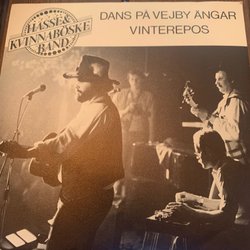 HASSE &
KVINNABÖSKE
BAND
DANS PÅ VEJBY ÄNGAR
VINTEREPOS